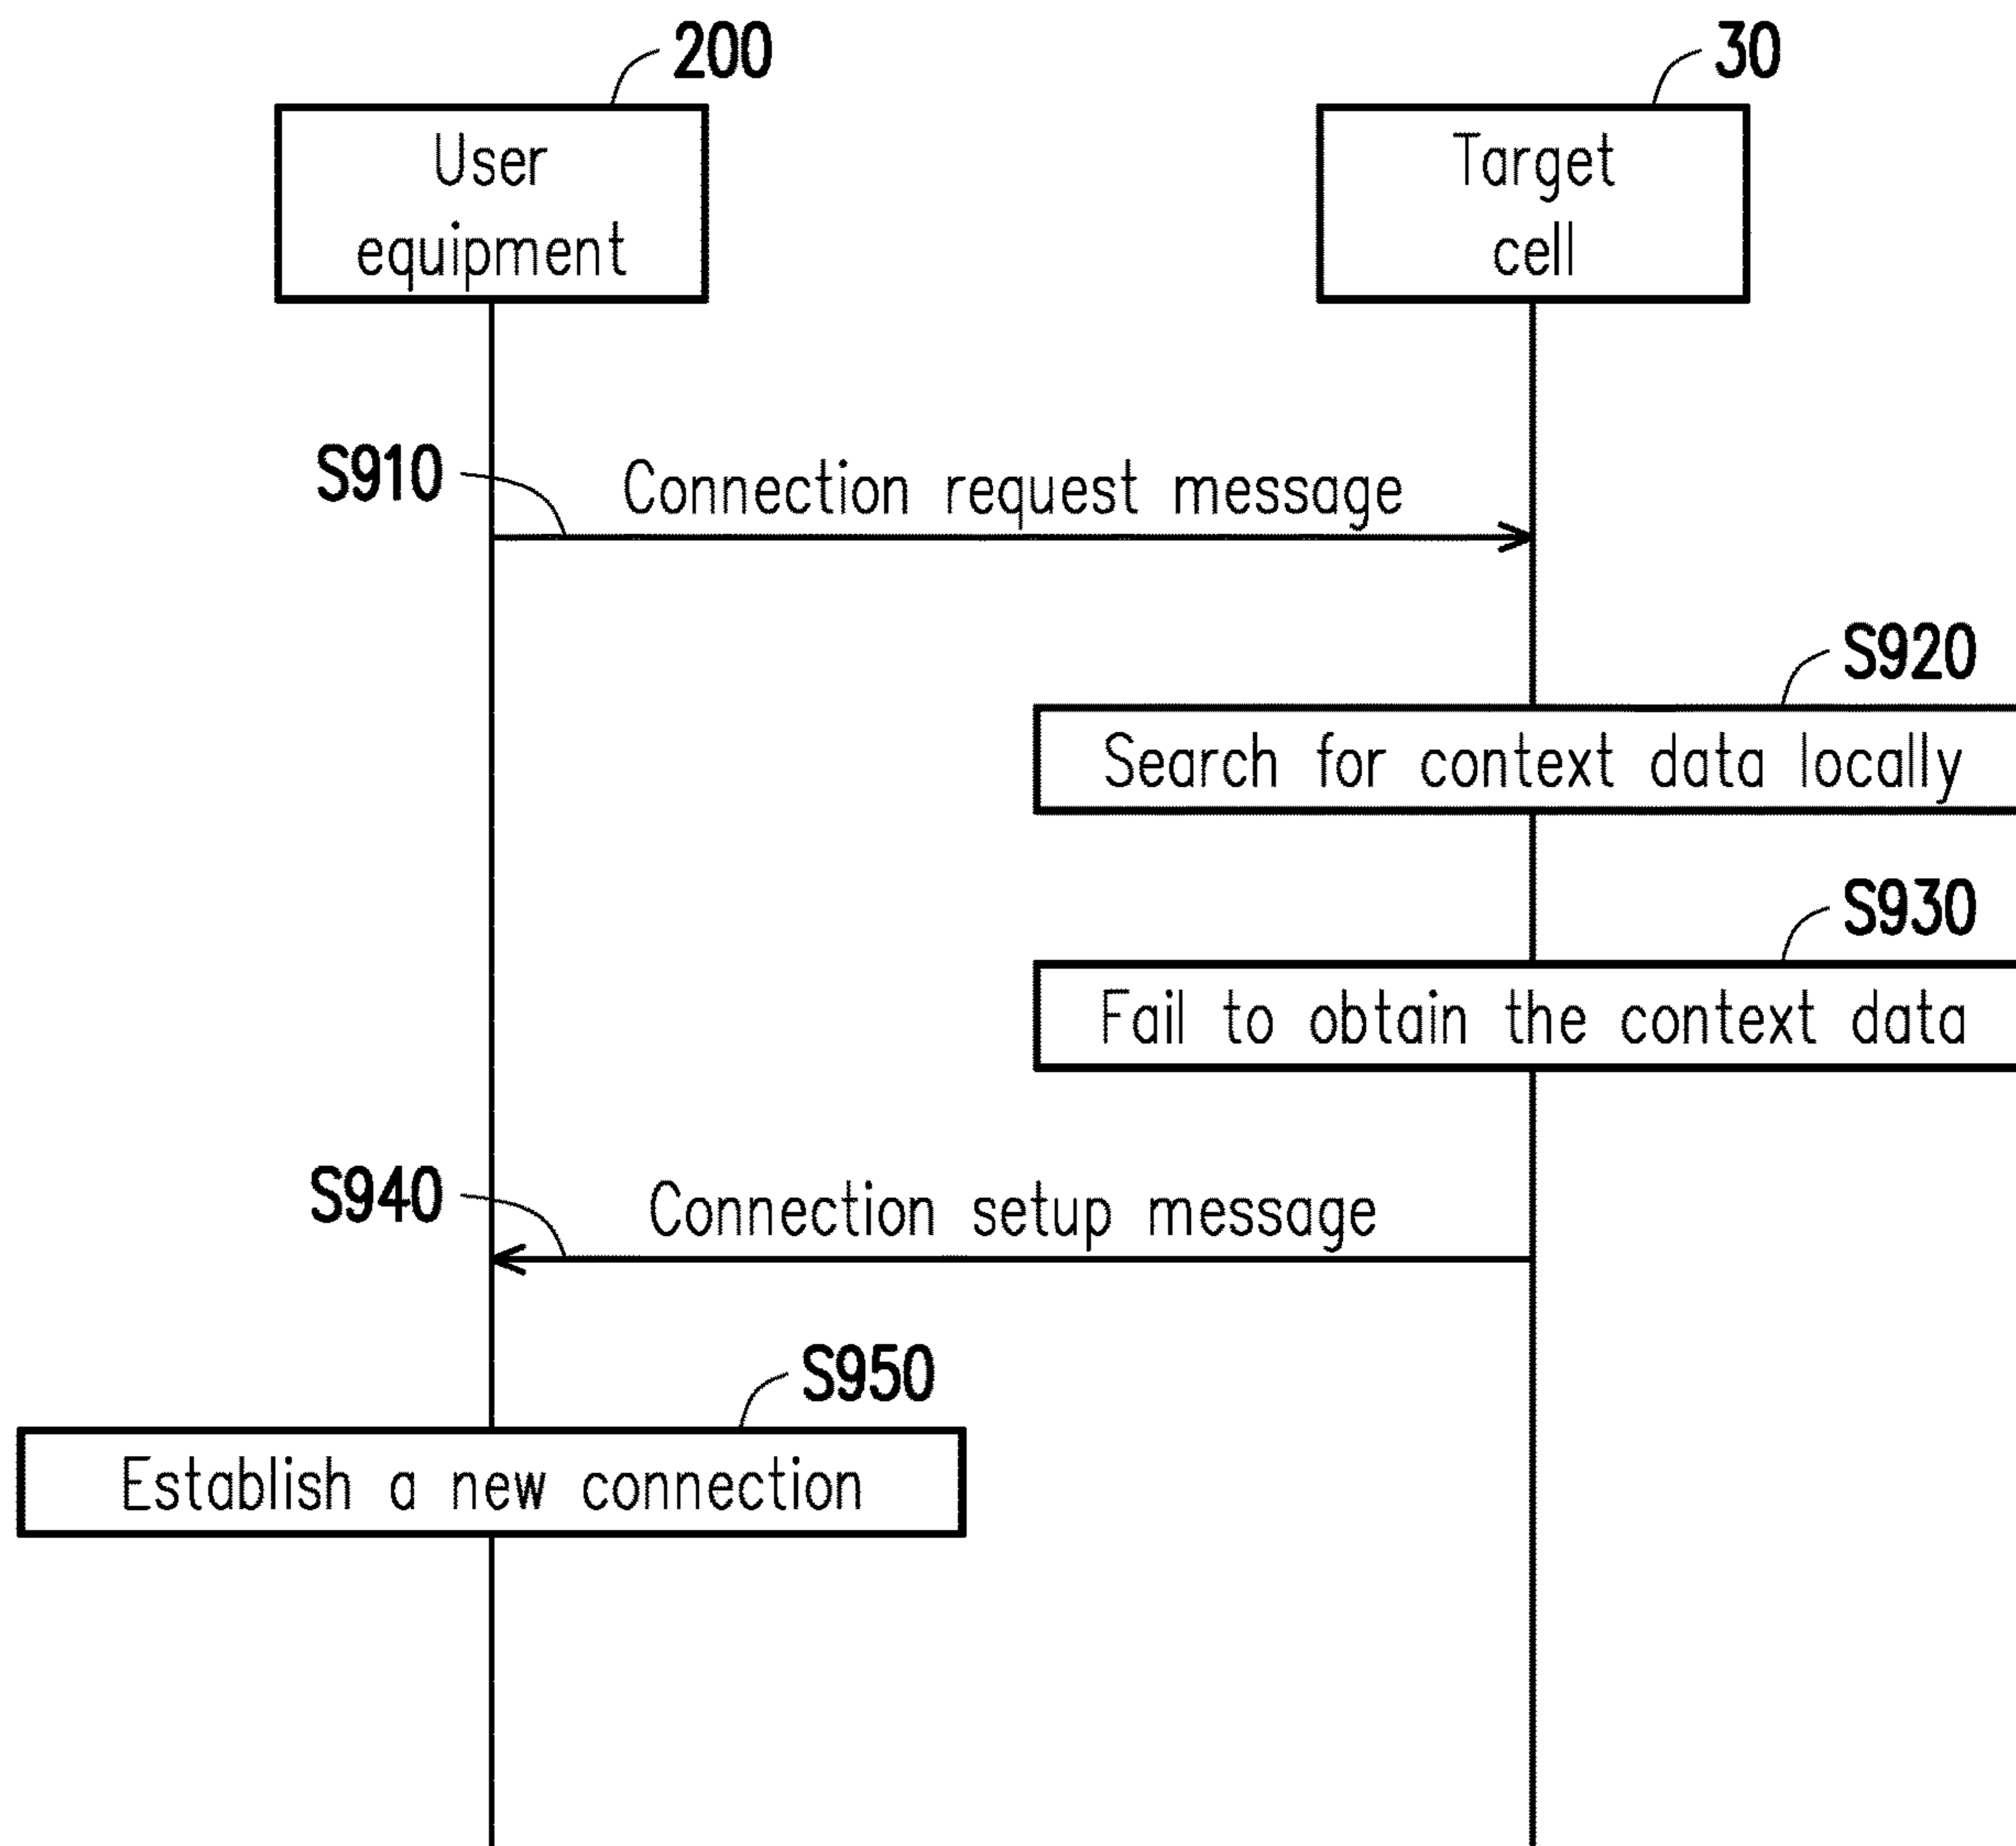 200
30
User
equipment
Target
cell
S910
Connection request message
S920
Search for context data locally
S930
Fail to obtain the context data
S940
Connection setup message
S950
Establish a new connection